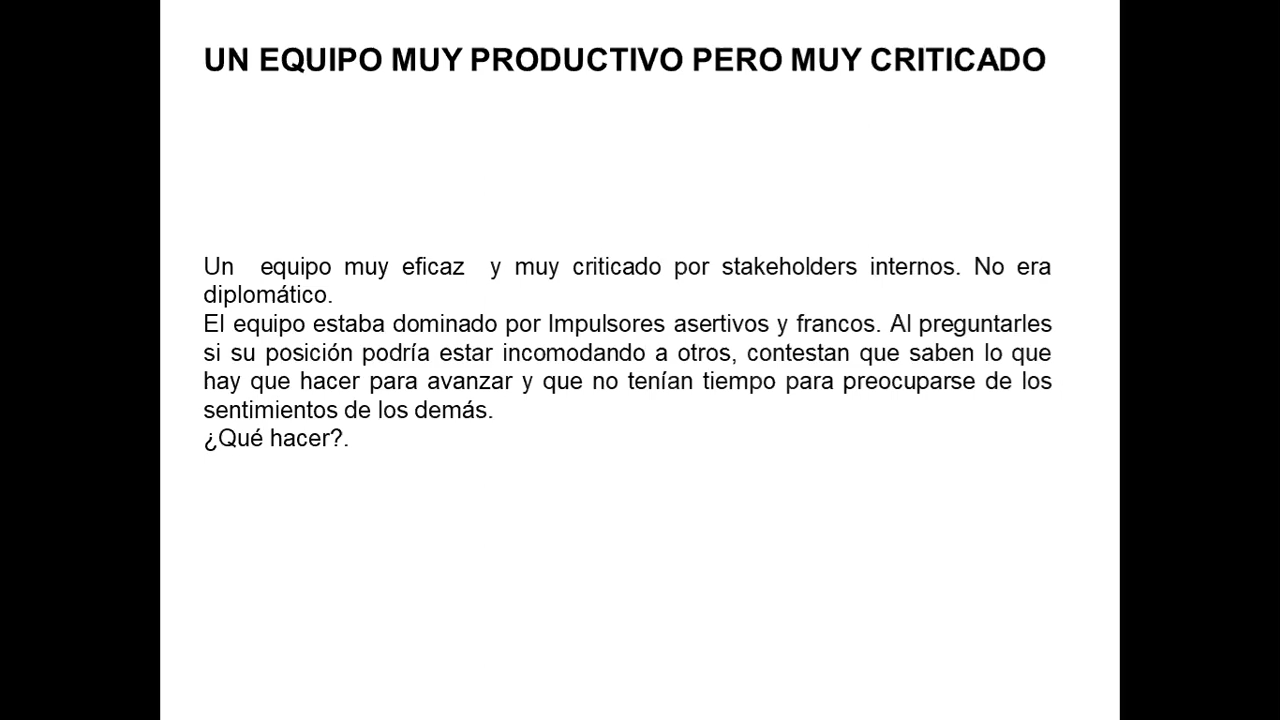 UN EQUIPO MUY PRODUCTIVO PERO MUY CRITICADO
Un equipo muy eficaz y muy criticado por stakeholders internos. No era
diplomático.
El equipo estaba dominado por Impulsores asertivos y francos. Al preguntarles
si su posición podría estar incomodando a otros, contestan que saben lo que
hay que hacer para avanzar y que no tenían tiempo para preocuparse de los
sentimientos de los demás.
¿Qué hacer?.